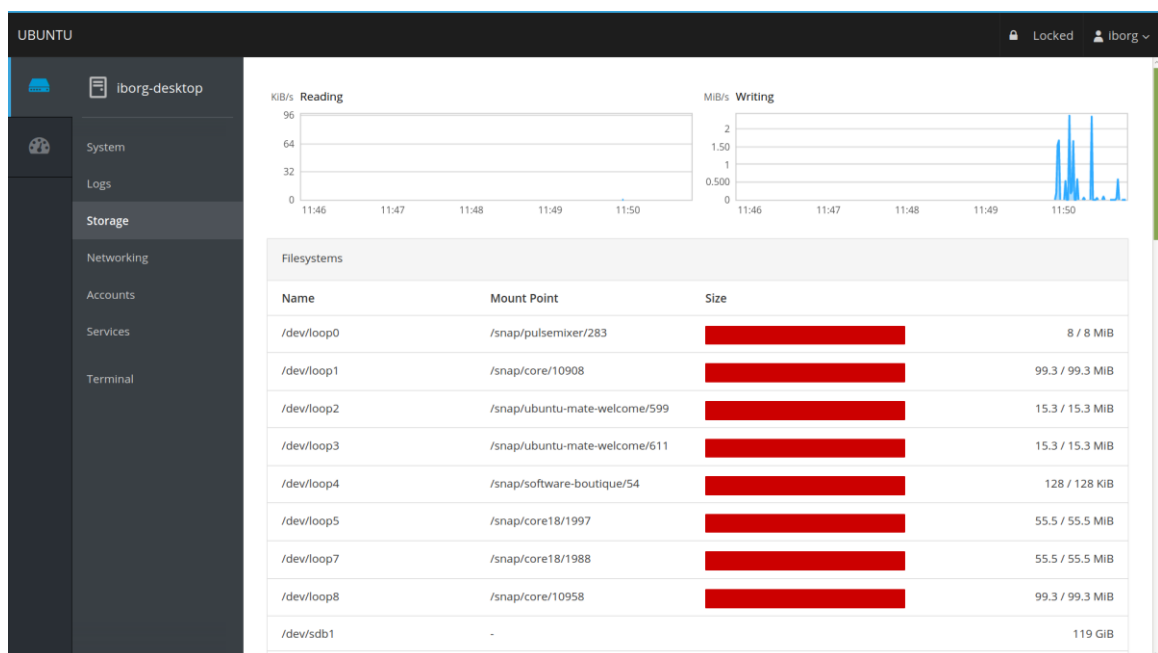 UBUNTU
Locked
iborg
iborg-desktop
System
Logs
Storage
Networking
Accounts
Services
Terminal
KiB/s Reading
96
64
32
0
11:46 11:47 11:48 11:49 11:50
MiB/s Writing
2
1.50
1
0.500
0
11:46 11:47 11:48 11:49 11:50
Filesystems
Name Mount Point Size
/dev/loop0 /snap/pulsemixer/283 8 / 8 MiB
/dev/loop1 /snap/core/10908 99.3 / 99.3 MiB
/dev/loop2 /snap/ubuntu-mate-welcome/599 15.3 / 15.3 MiB
/dev/loop3 /snap/ubuntu-mate-welcome/611 15.3 / 15.3 MiB
/dev/loop4 /snap/software-boutique/54 128 / 128 KiB
/dev/loop5 /snap/core18/1997 55.5 / 55.5 MiB
/dev/loop7 /snap/core18/1988 55.5 / 55.5 MiB
/dev/loop8 /snap/core/10958 99.3 / 99.3 MiB
/dev/sdb1 - 119 GiB